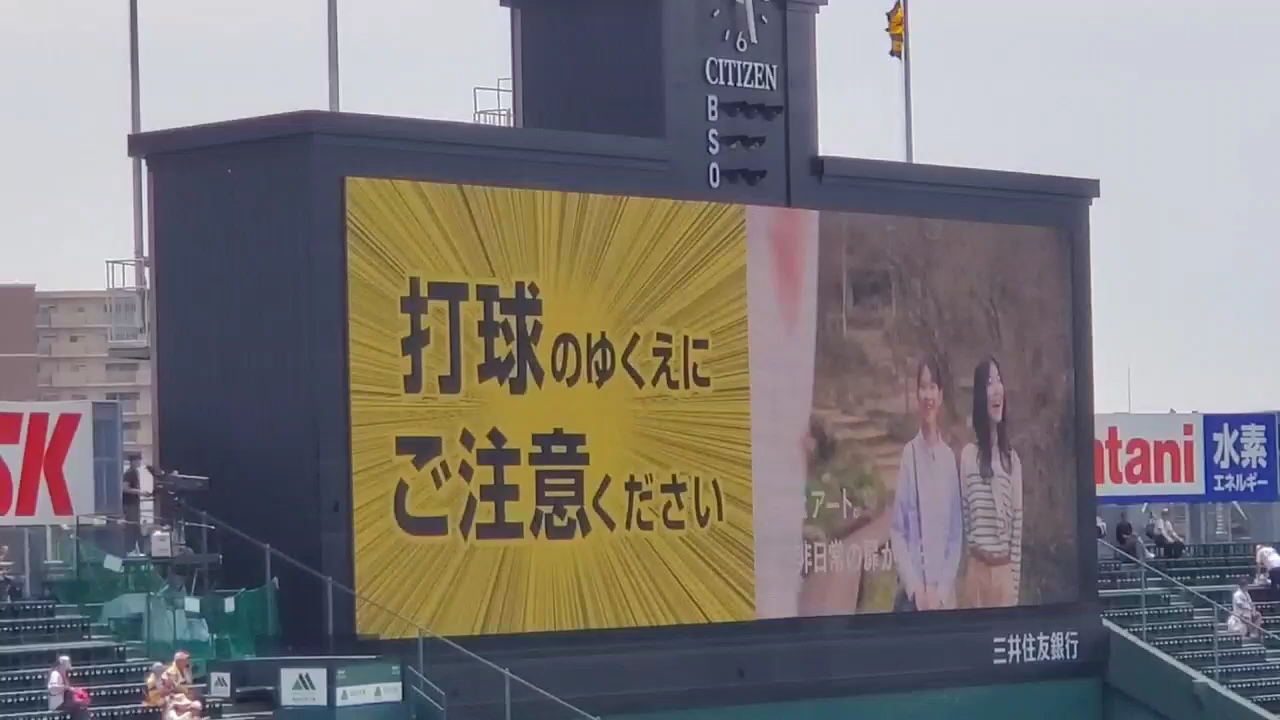 6
CITIZEN
B
S
O
打球のゆくえに
ご注意ください
アート。
非日常の扉が
SK
tani
水素
エネルギー
三井住友銀行